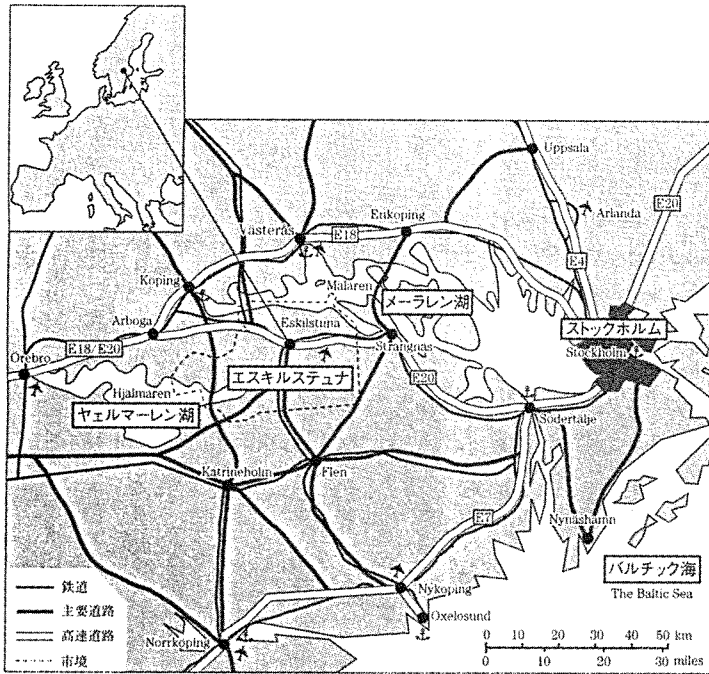 Uppsala
Arlanda
E20
E4
Västerås
E18
Enköping
Köping
Mälaren
メーラレン湖
Arboga
Eskilstuna
Strängnäs
ストックホルム
Stockholm
E18/E20
Örebro
エスキルステュナ
E20
Hjälmaren
ヤェルマーレン湖
Södertälje
Katrineholm
Flen
E7
Nynäshamn
バルチック海
The Baltic Sea
Nyköping
Oxelösund
Norrköping
鉄道
主要道路
高速道路
市境
0 10 20 30 40 50 km
0 10 20 30 miles